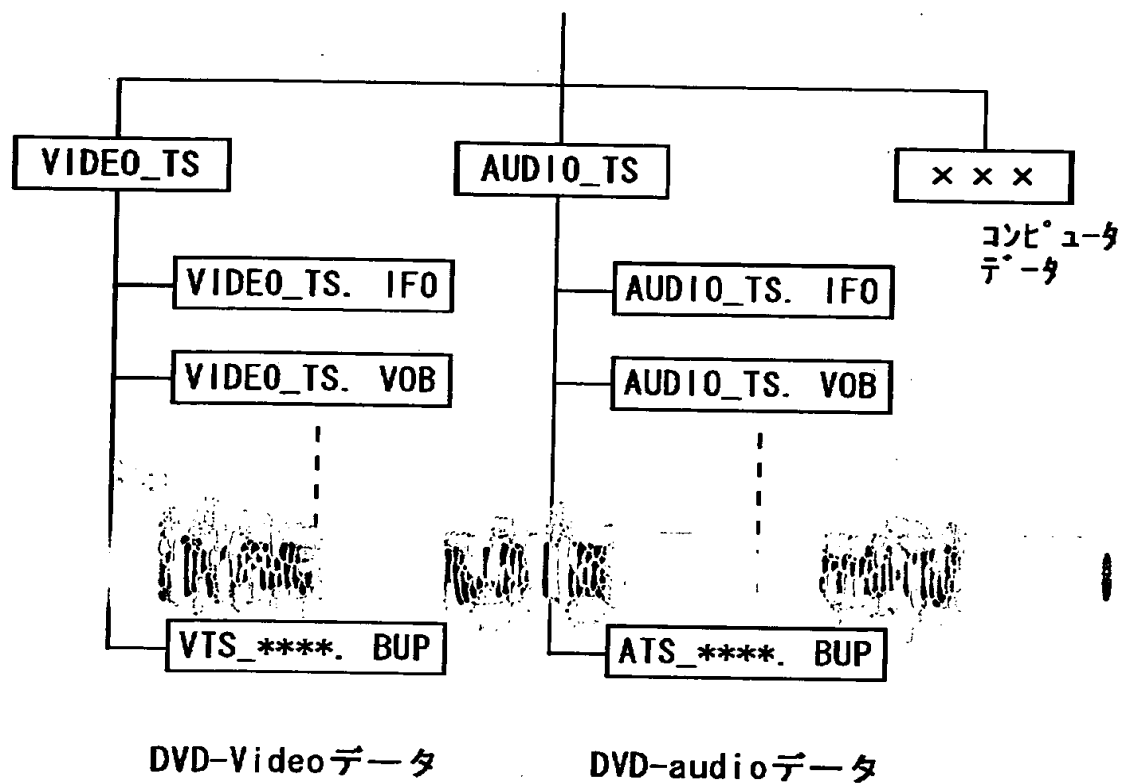 VIDEO_TS
AUDIO_TS
× × ×
コンピュータ
データ
VIDEO_TS. IFO
AUDIO_TS. IFO
VIDEO_TS. VOB
AUDIO_TS. VOB
VTS_****. BUP
ATS_****. BUP
DVD-Videoデータ
DVD-audioデータ